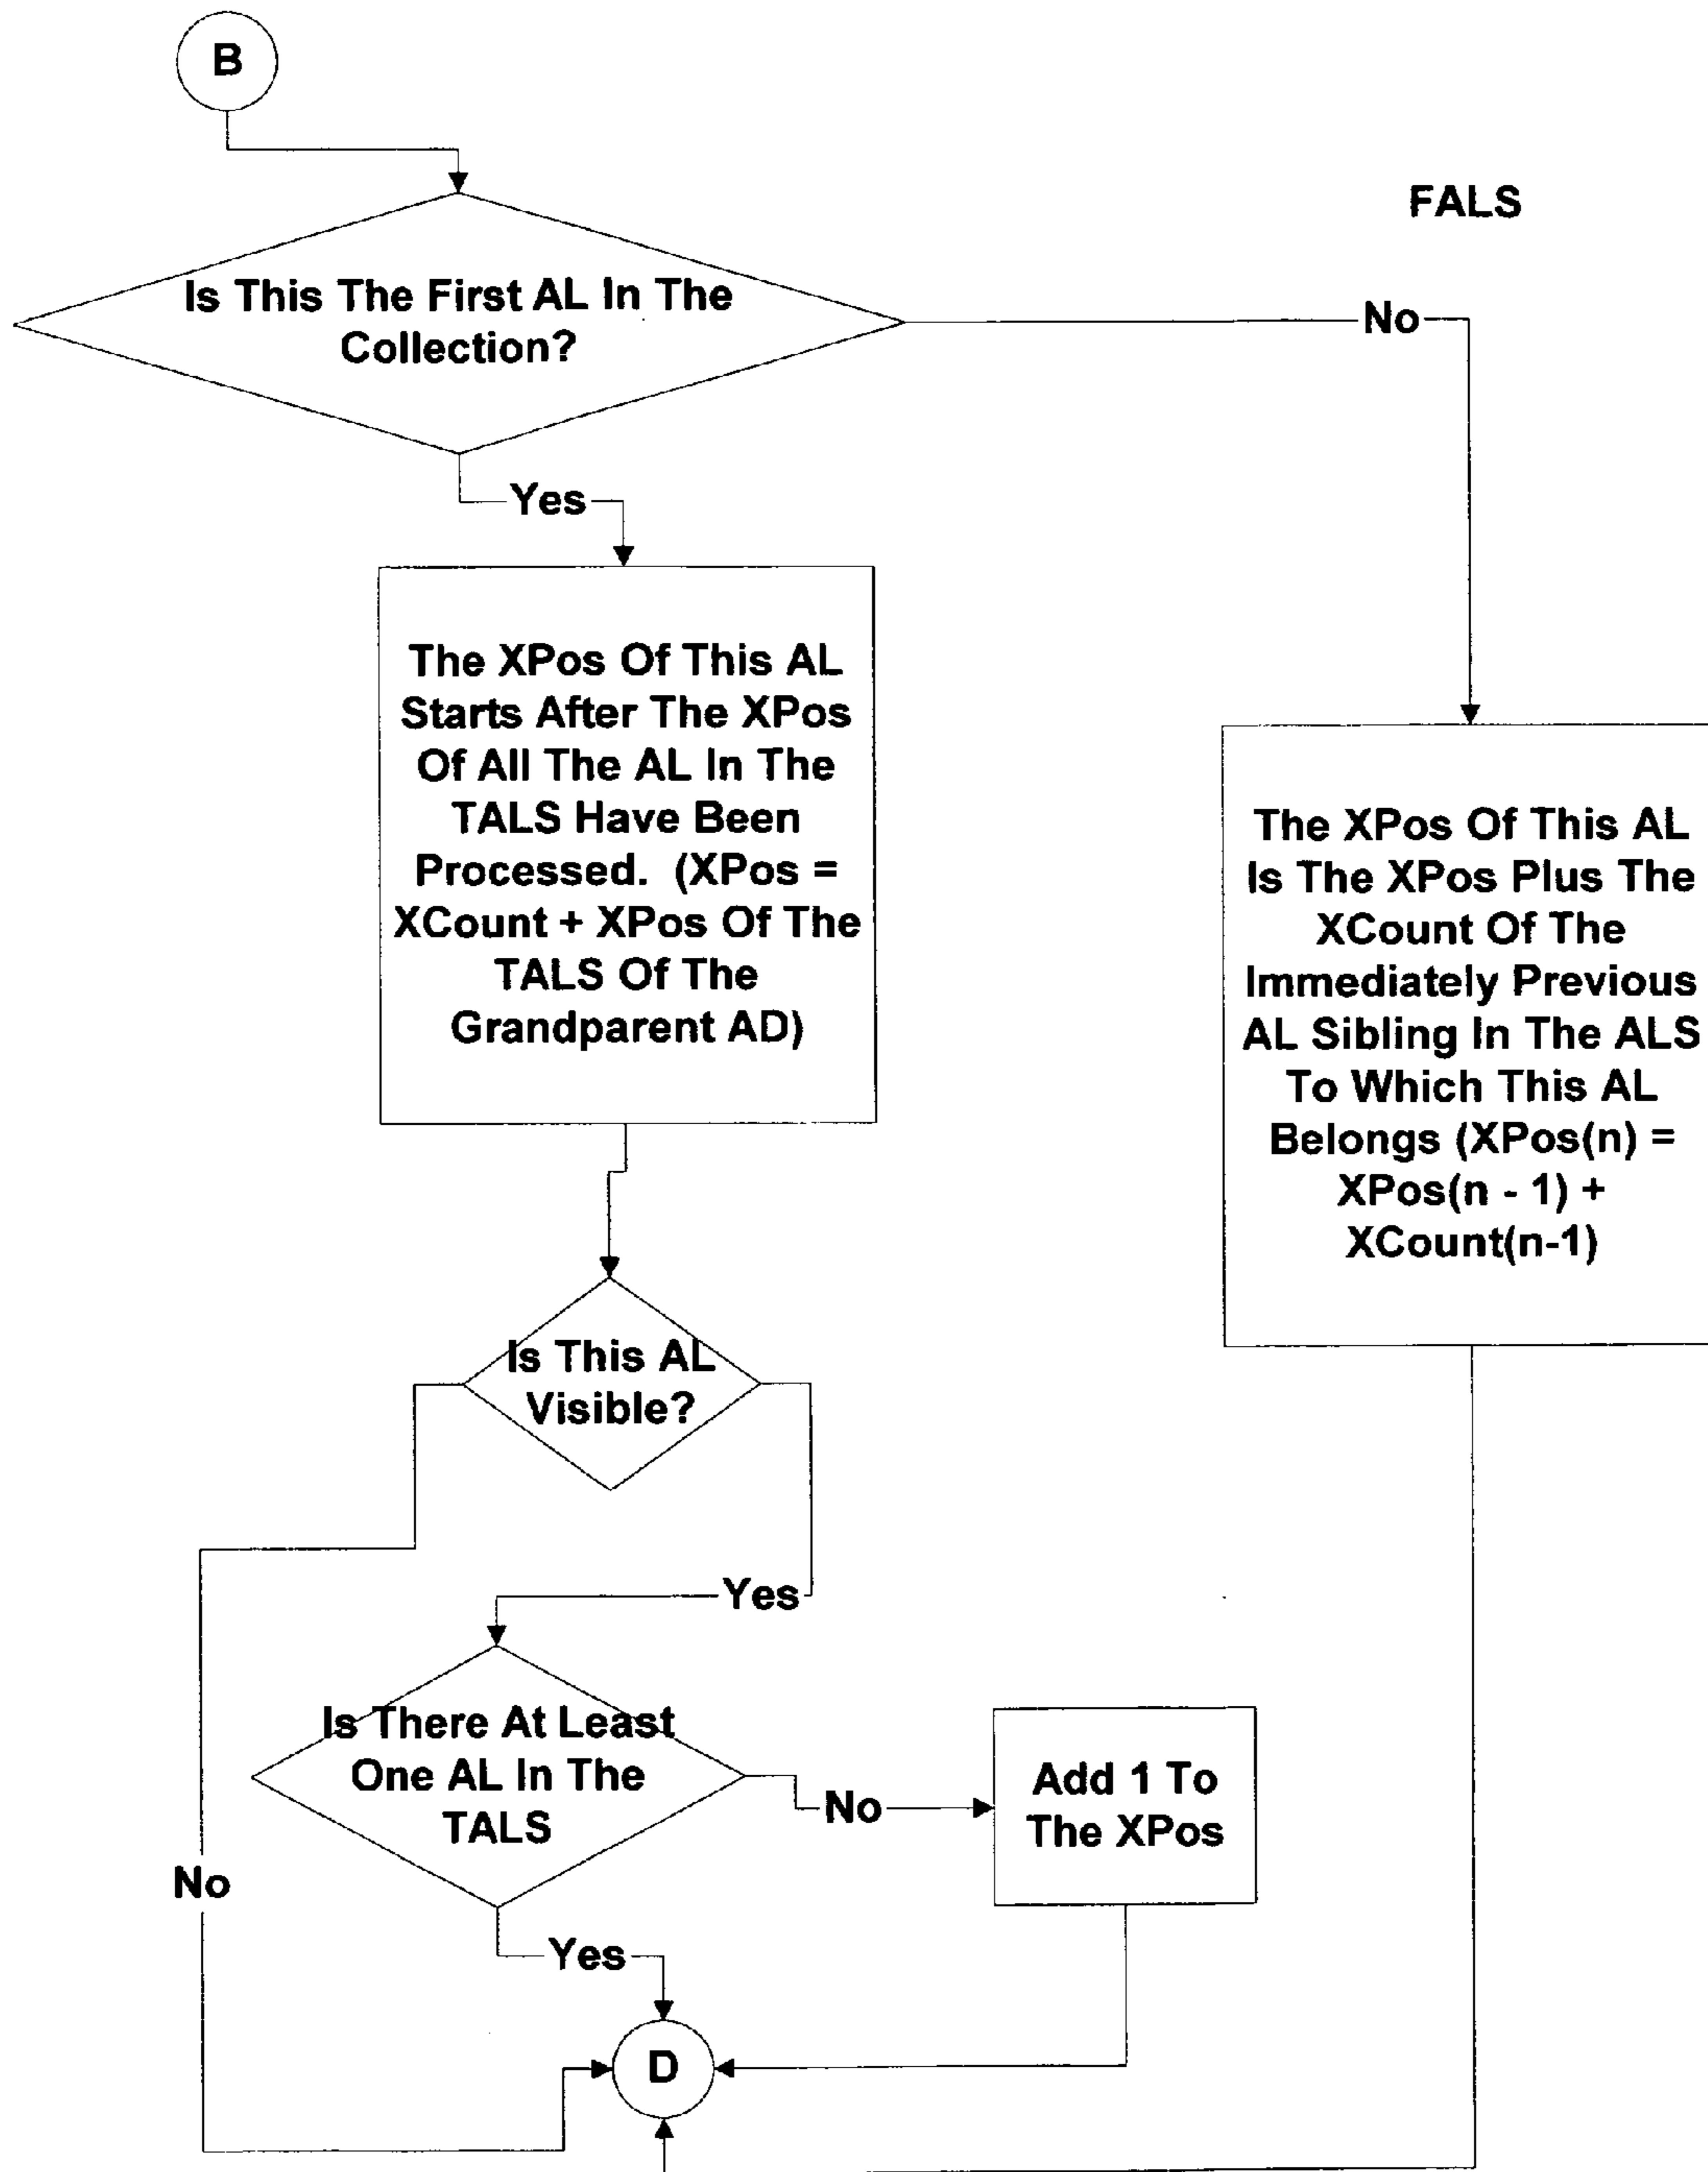 B
FALS
Is This The First AL In The
Collection?
No
Yes
The XPos Of This AL
Starts After The XPos
Of All The AL In The
TALS Have Been
Processed. (XPos =
XCount + XPos Of The
TALS Of The
Grandparent AD)
The XPos Of This AL
Is The XPos Plus The
XCount Of The
Immediately Previous
AL Sibling In The ALS
To Which This AL
Belongs (XPos(n) =
XPos(n - 1) +
XCount(n-1)
Is This AL
Visible?
Yes
Is There At Least
One AL In The
TALS
No
Add 1 To
The XPos
No
Yes
D